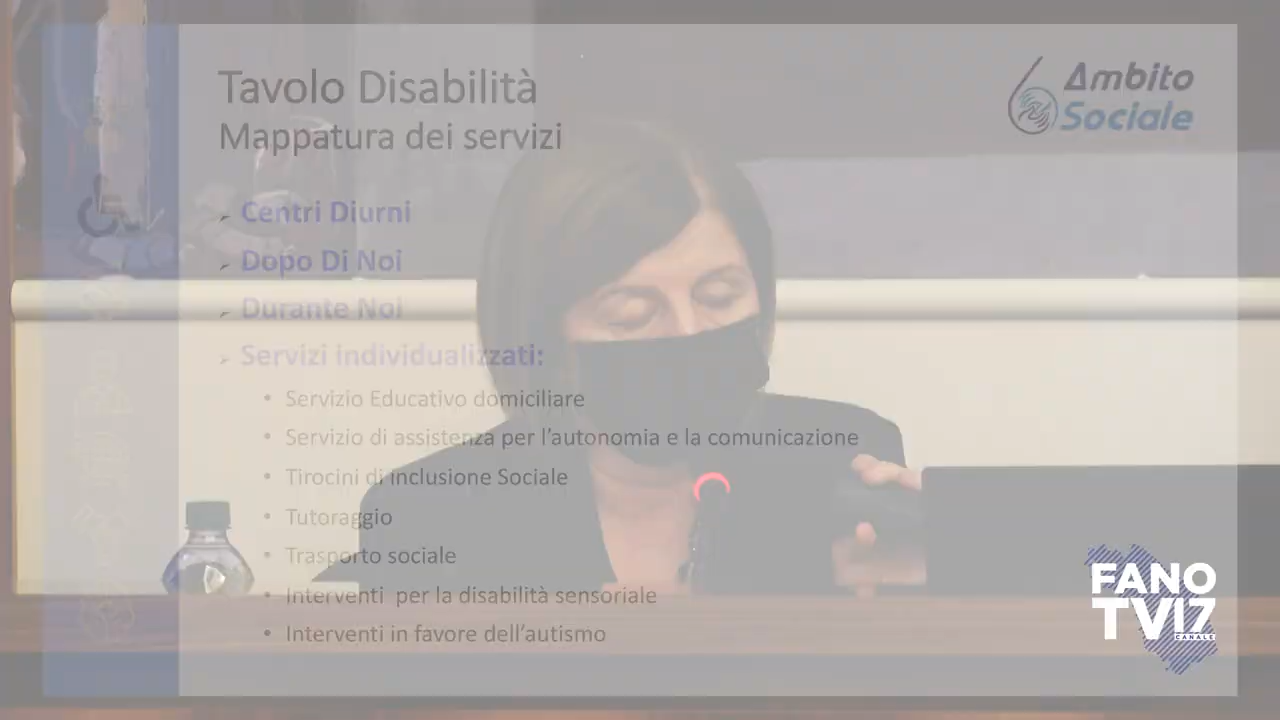 Tavolo Disabilità
Mappatura dei servizi
6 Ambito
Sociale
Centri Diurni
Dopo Di Noi
Durante Noi
Servizi individualizzati:
Servizio Educativo domiciliare
Servizio di assistenza per l'autonomia e la comunicazione
Tirocini di inclusione Sociale
Tutoraggio
Trasporto sociale
Interventi per la disabilità sensoriale
Interventi in favore dell'autismo
FANO
TV17
CANALE